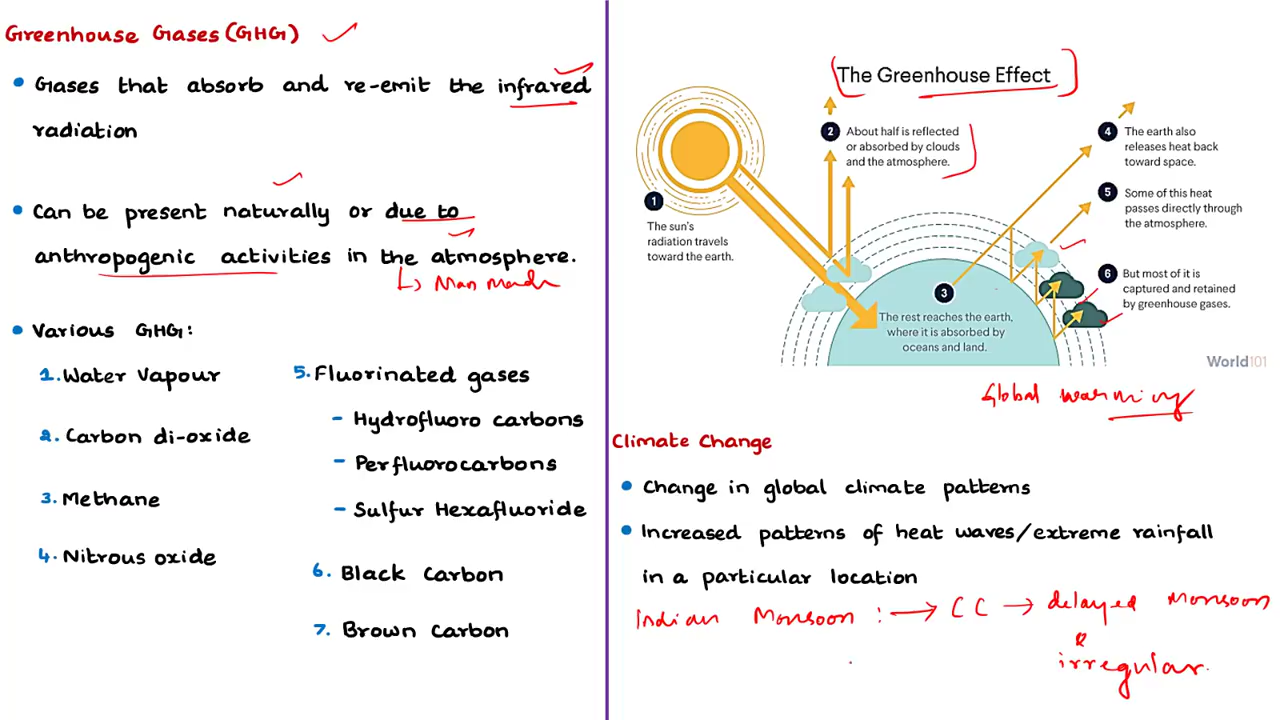 Greenhouse Gases (GHG)
• Gases that absorb and re-emit the infrared
radiation
• Can be present naturally or due to
anthropogenic activities in the atmosphere.
↳ Man Made
• Various GHG:
1. Water Vapour
2. Carbon di-oxide
3. Methane
4. Nitrous oxide
5. Fluorinated gases
- Hydrofluoro carbons
- Perfluorocarbons
- Sulfur Hexafluoride
6. Black Carbon
7. Brown Carbon
The Greenhouse Effect
1
The sun's
radiation travels
toward the earth.
2 About half is reflected
or absorbed by clouds
and the atmosphere.
3
The rest reaches the earth,
where it is absorbed by
oceans and land.
4 The earth also
releases heat back
toward space.
5 Some of this heat
passes directly through
the atmosphere.
6 But most of it is
captured and retained
by greenhouse gases.
World101
Global warming
Climate Change
• Change in global climate patterns
• Increased patterns of heat waves/extreme rainfall
in a particular location
Indian Monsoon : → CC → delayed Monsoon
&
irregular.